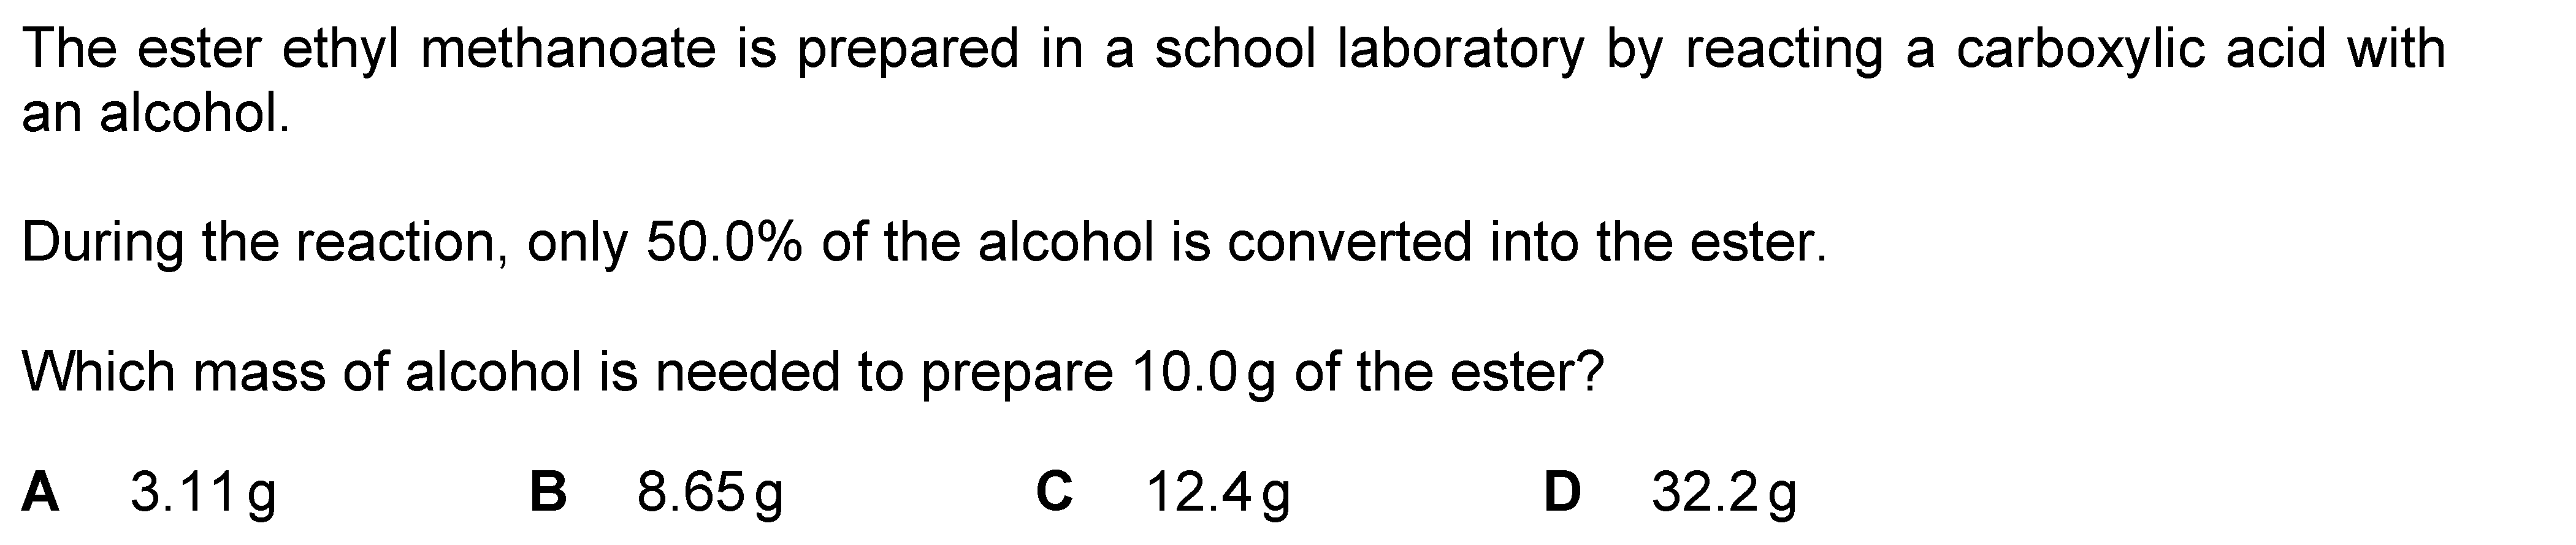 The ester ethyl methanoate is prepared in a school laboratory by reacting a carboxylic acid with
an alcohol.
During the reaction, only 50.0% of the alcohol is converted into the ester.
Which mass of alcohol is needed to prepare 10.0 g of the ester?
A 3.11 g B 8.65 g C 12.4 g D 32.2 g